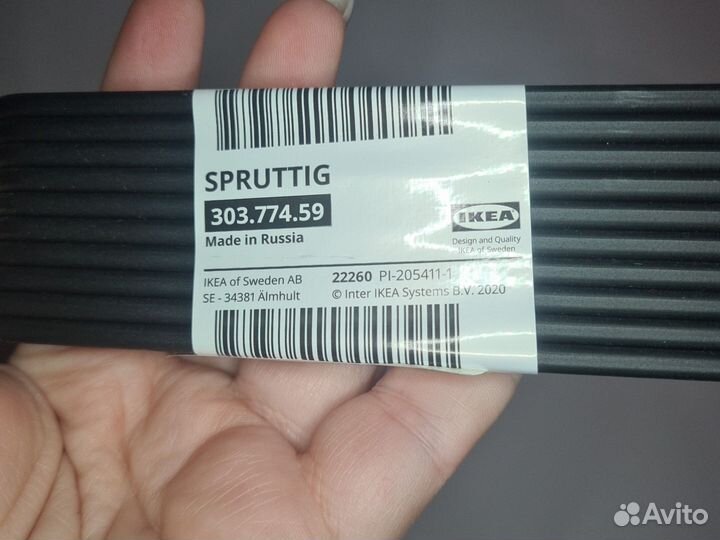 SPRUTTIG
303.774.59
Made in Russia
IKEA
Design and Quality
IKEA of Sweden
IKEA of Sweden AB
SE - 34381 Älmhult
22260 PI-205411-1
© Inter IKEA Systems B.V. 2020
Avito